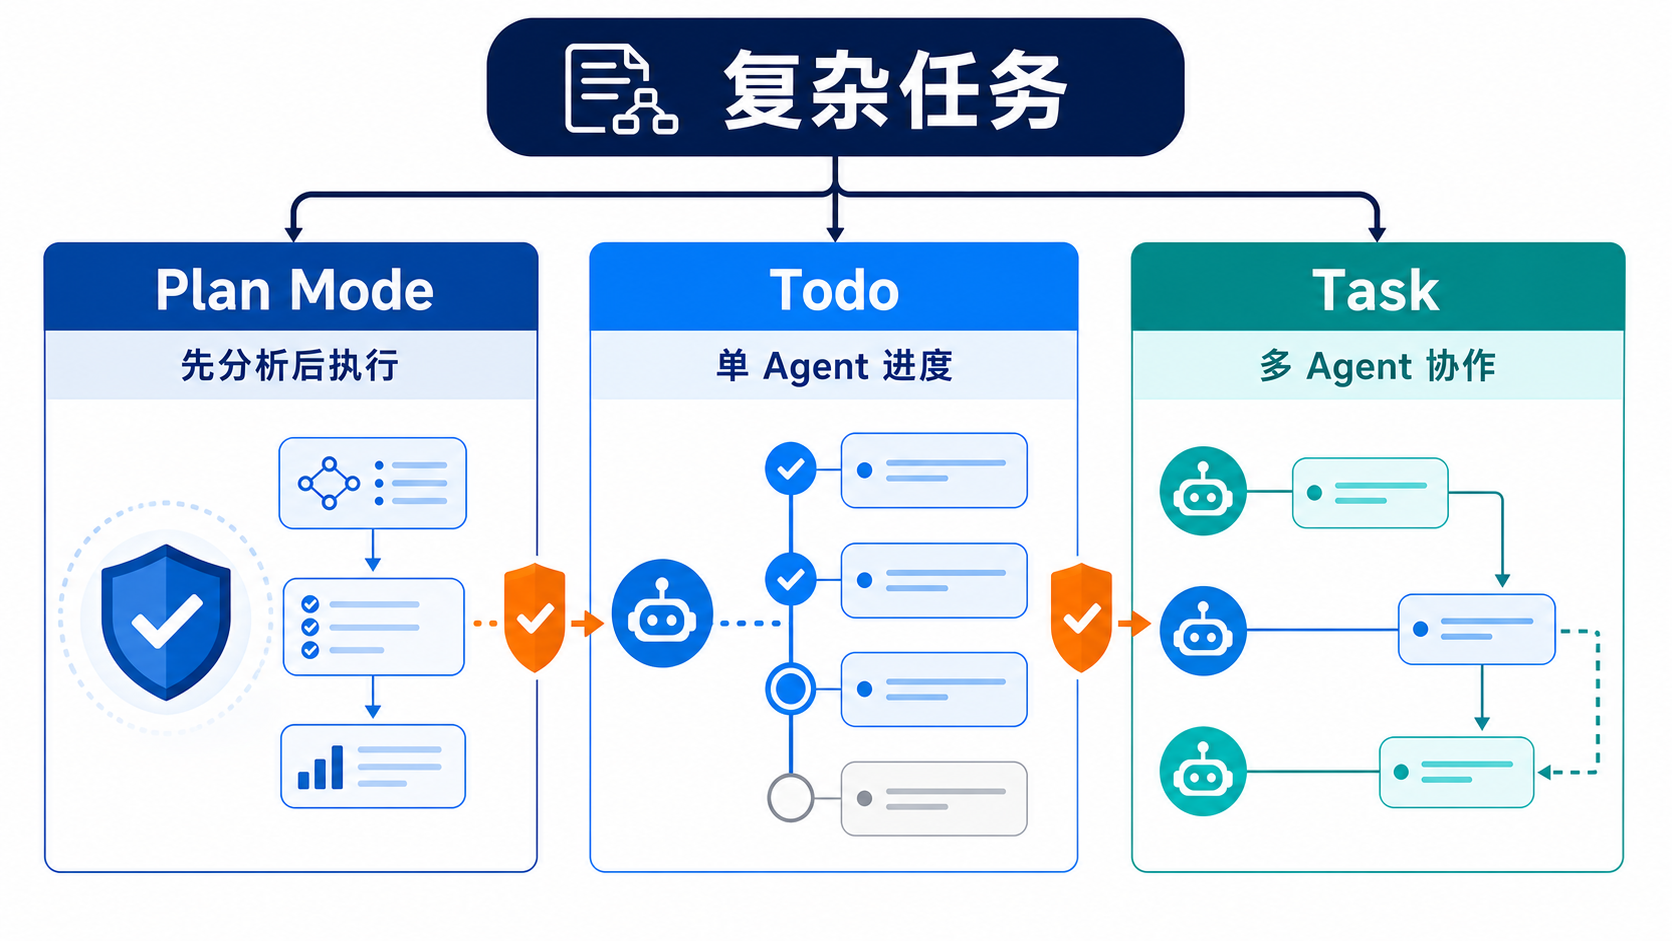 复杂任务
Plan Mode
先分析后执行
Todo
单 Agent 进度
Task
多 Agent 协作